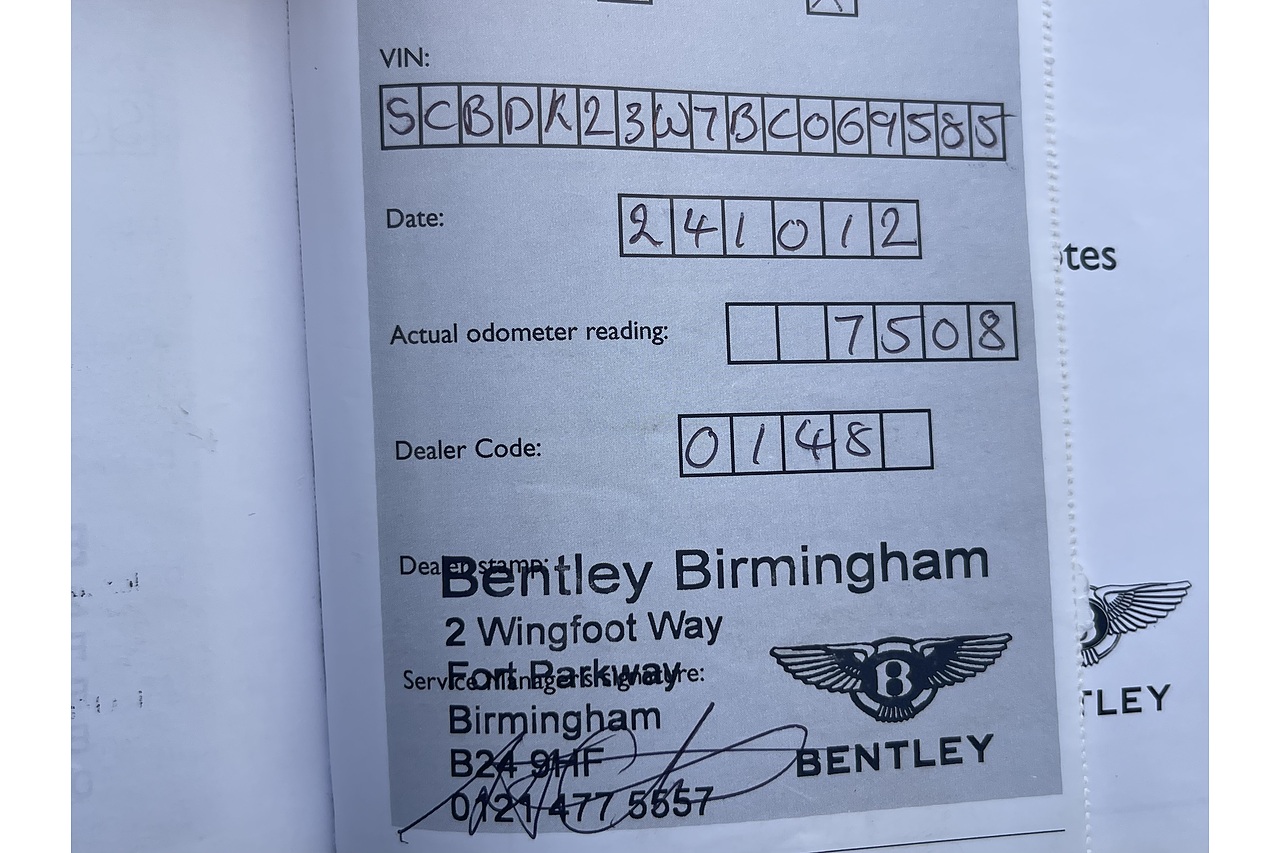 VIN:
SCBDK23W7BC069585
Date:
241012
otes
Actual odometer reading:
7508
Dealer Code:
0148
Dealer stamp:
Bentley Birmingham
2 Wingfoot Way
Fort Parkway
Service Manager's signature:
Birmingham
B24 9HF
0121 477 5557
B
BENTLEY
TLEY